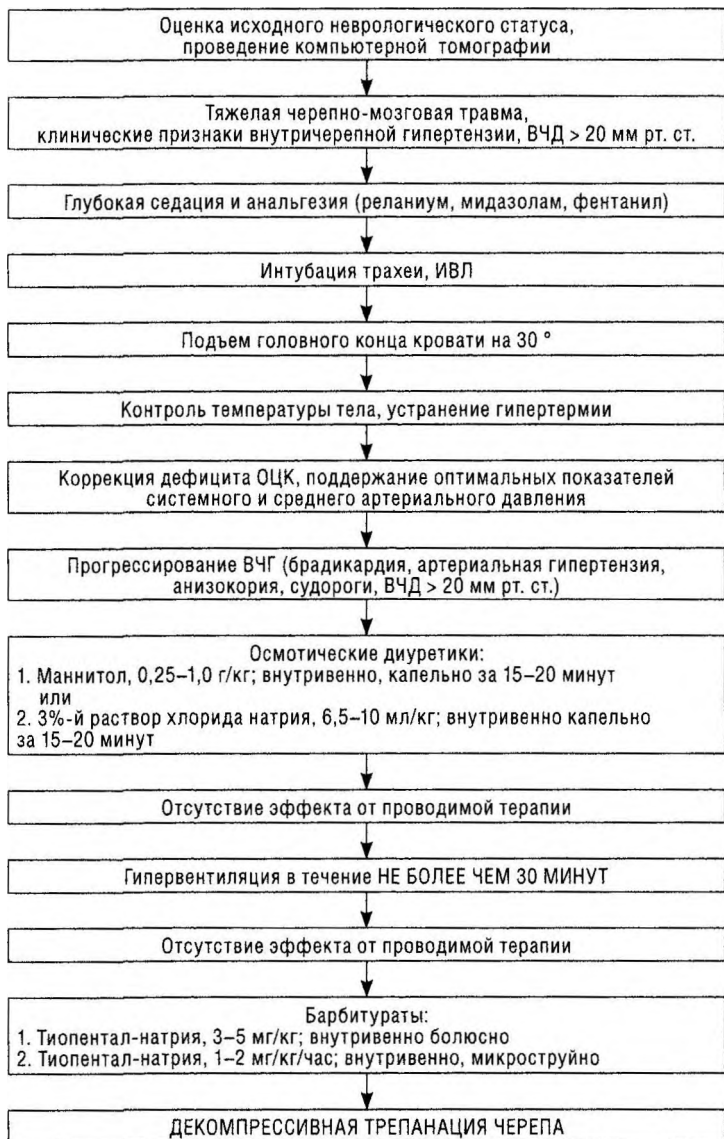 Оценка исходного неврологического статуса,
проведение компьютерной томографии
Тяжелая черепно-мозговая травма,
клинические признаки внутричерепной гипертензии, ВЧД > 20 мм рт. ст.
Глубокая седация и анальгезия (реланиум, мидазолам, фентанил)
Интубация трахеи, ИВЛ
Подъем головного конца кровати на 30 °
Контроль температуры тела, устранение гипертермии
Коррекция дефицита ОЦК, поддержание оптимальных показателей
системного и среднего артериального давления
Прогрессирование ВЧГ (брадикардия, артериальная гипертензия,
анизокория, судороги, ВЧД > 20 мм рт. ст.)
Осмотические диуретики:
1. Маннитол, 0,25–1,0 г/кг; внутривенно, капельно за 15–20 минут
или
2. 3%-й раствор хлорида натрия, 6,5–10 мл/кг; внутривенно капельно
за 15–20 минут
Отсутствие эффекта от проводимой терапии
Гипервентиляция в течение НЕ БОЛЕЕ ЧЕМ 30 МИНУТ
Отсутствие эффекта от проводимой терапии
Барбитураты:
1. Тиопентал-натрия, 3–5 мг/кг; внутривенно болюсно
2. Тиопентал-натрия, 1–2 мг/кг/час; внутривенно, микроструйно
ДЕКОМПРЕССИВНАЯ ТРЕПАНАЦИЯ ЧЕРЕПА